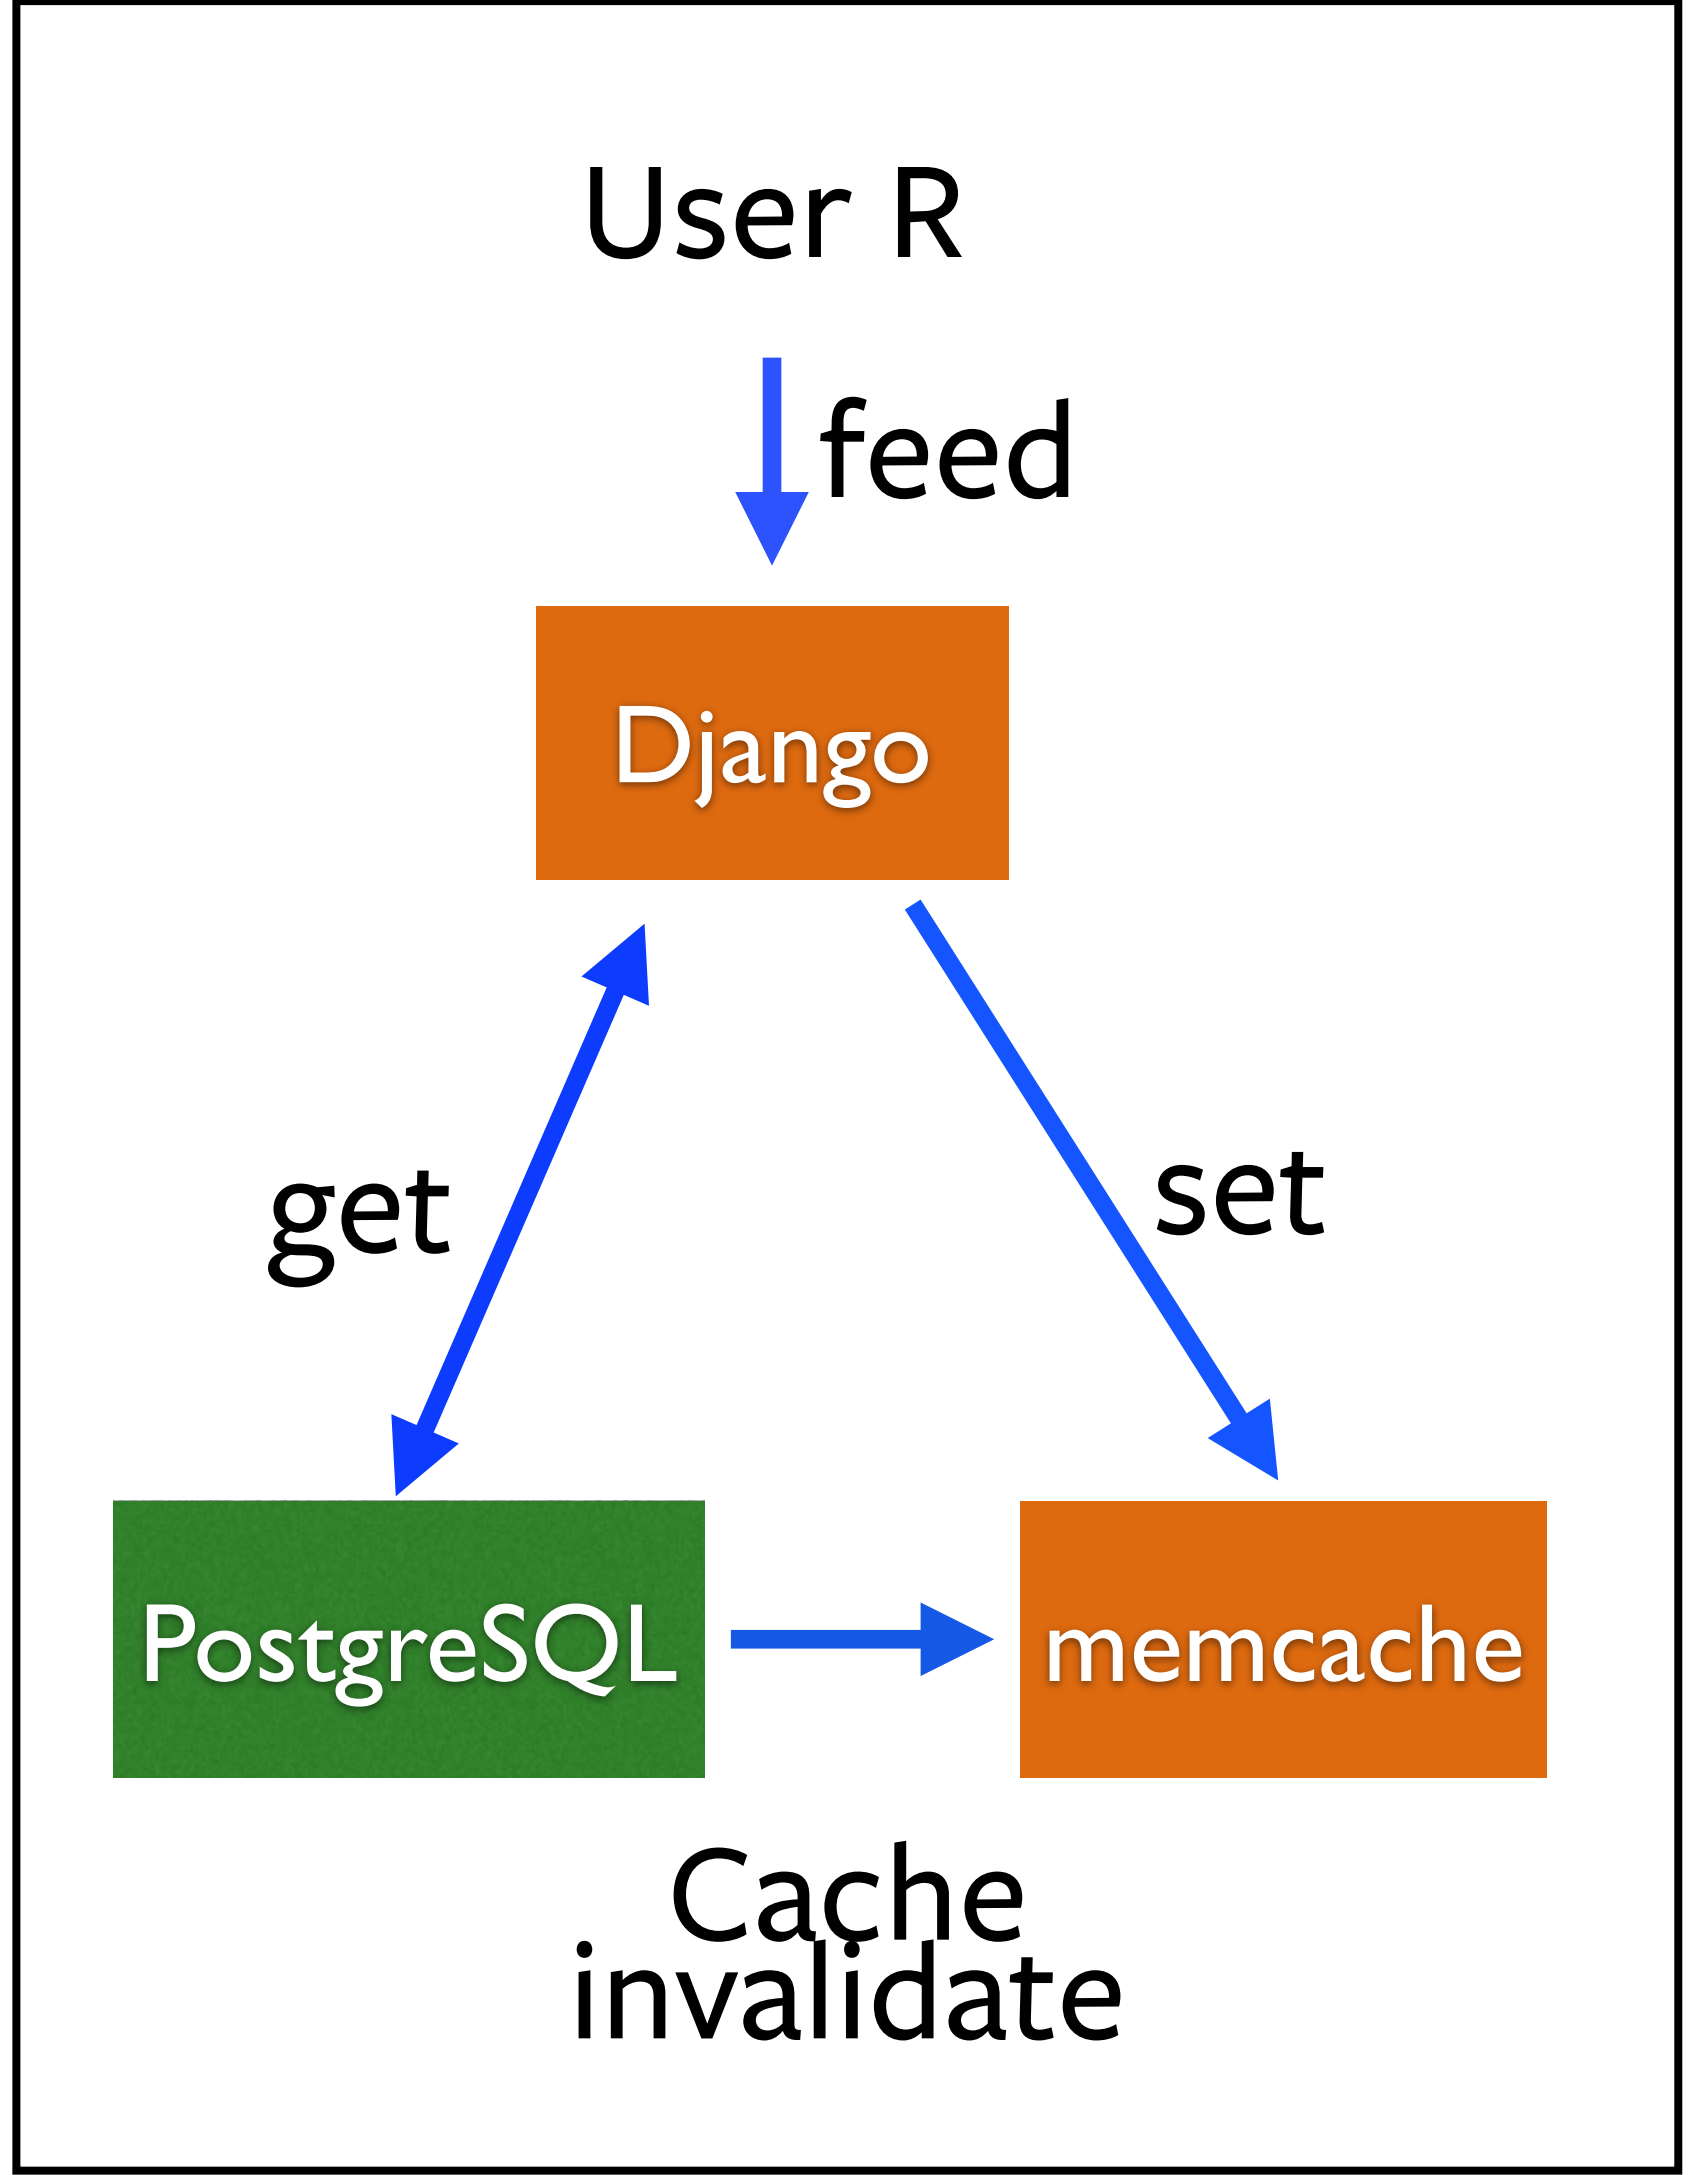 User R
feed
Django
get
set
PostgreSQL
memcache
Cache
invalidate